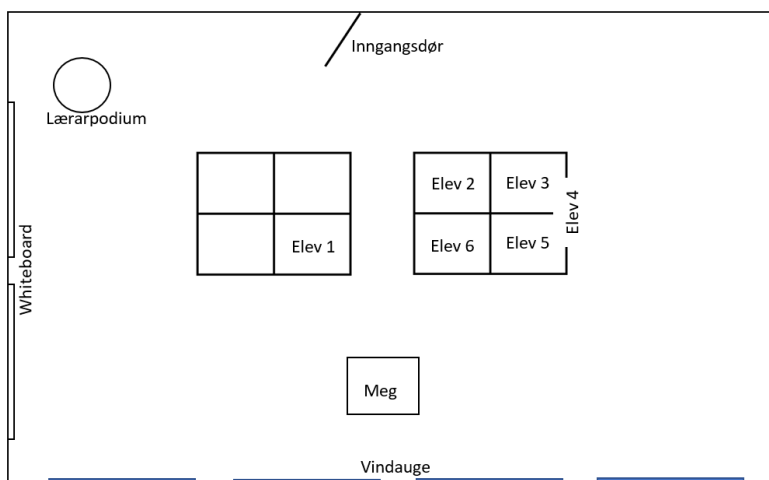 Inngangsdør
Lærarpodium
Elev 2
Elev 3
Elev 4
Elev 1
Elev 6
Elev 5
Whiteboard
Meg
Vindauge